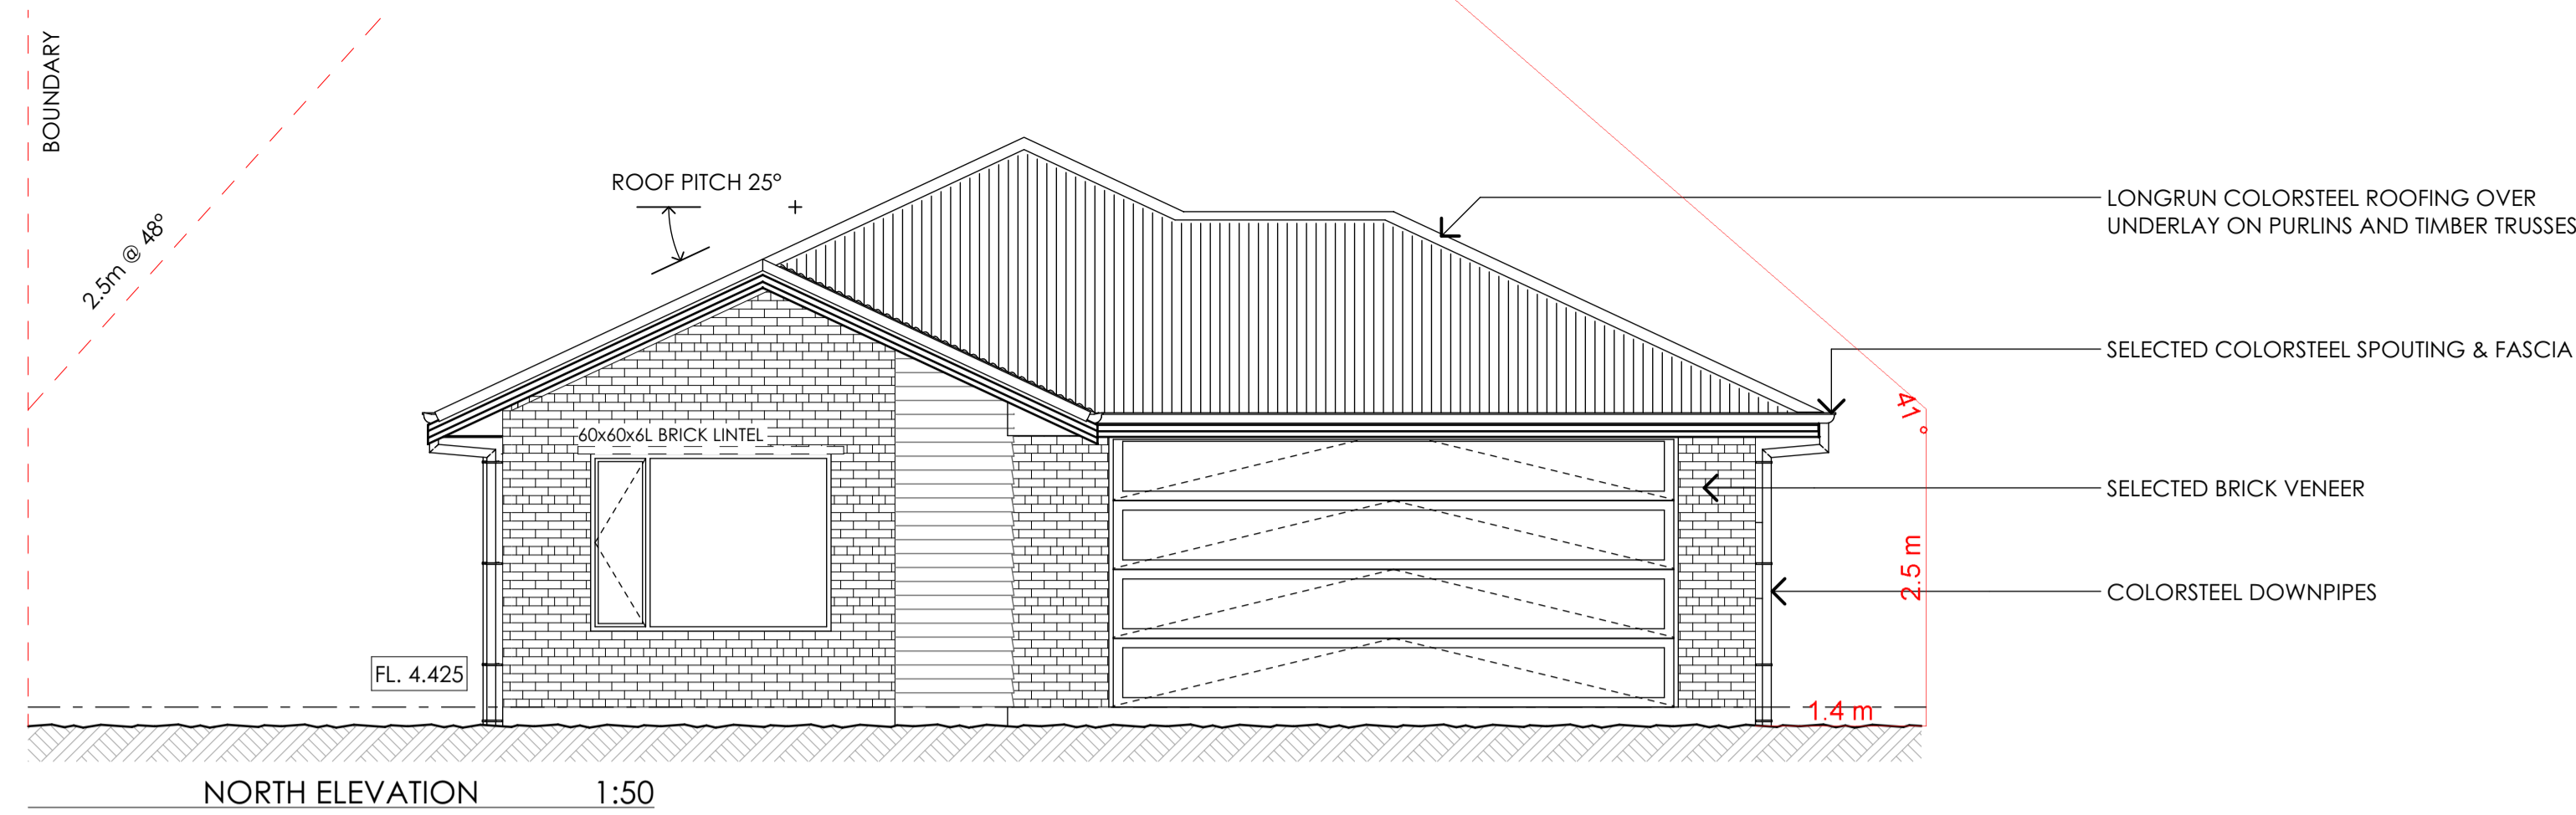 BOUNDARY
2.5m @ 48°
ROOF PITCH 25°
LONGRUN COLORSTEEL ROOFING OVER
UNDERLAY ON PURLINS AND TIMBER TRUSSES
SELECTED COLORSTEEL SPOUTING & FASCIA
41 °
60x60x6L BRICK LINTEL
SELECTED BRICK VENEER
2.5 m
COLORSTEEL DOWNPIPES
FL. 4.425
1.4 m
NORTH ELEVATION 1:50